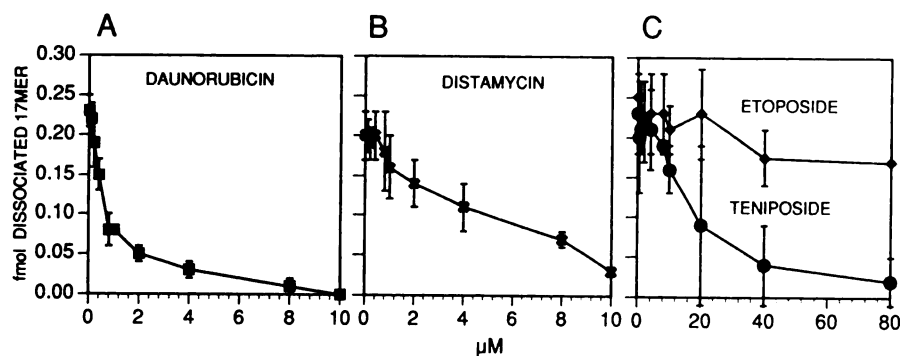 A
B
C
fmol DISSOCIATED 17MER
0.30
0.25
0.20
0.15
0.10
0.05
0.00
DAUNORUBICIN
DISTAMYCIN
ETOPOSIDE
TENIPOSIDE
0 2 4 6 8 10
0 2 4 6 8 10
0 20 40 60 80
µM